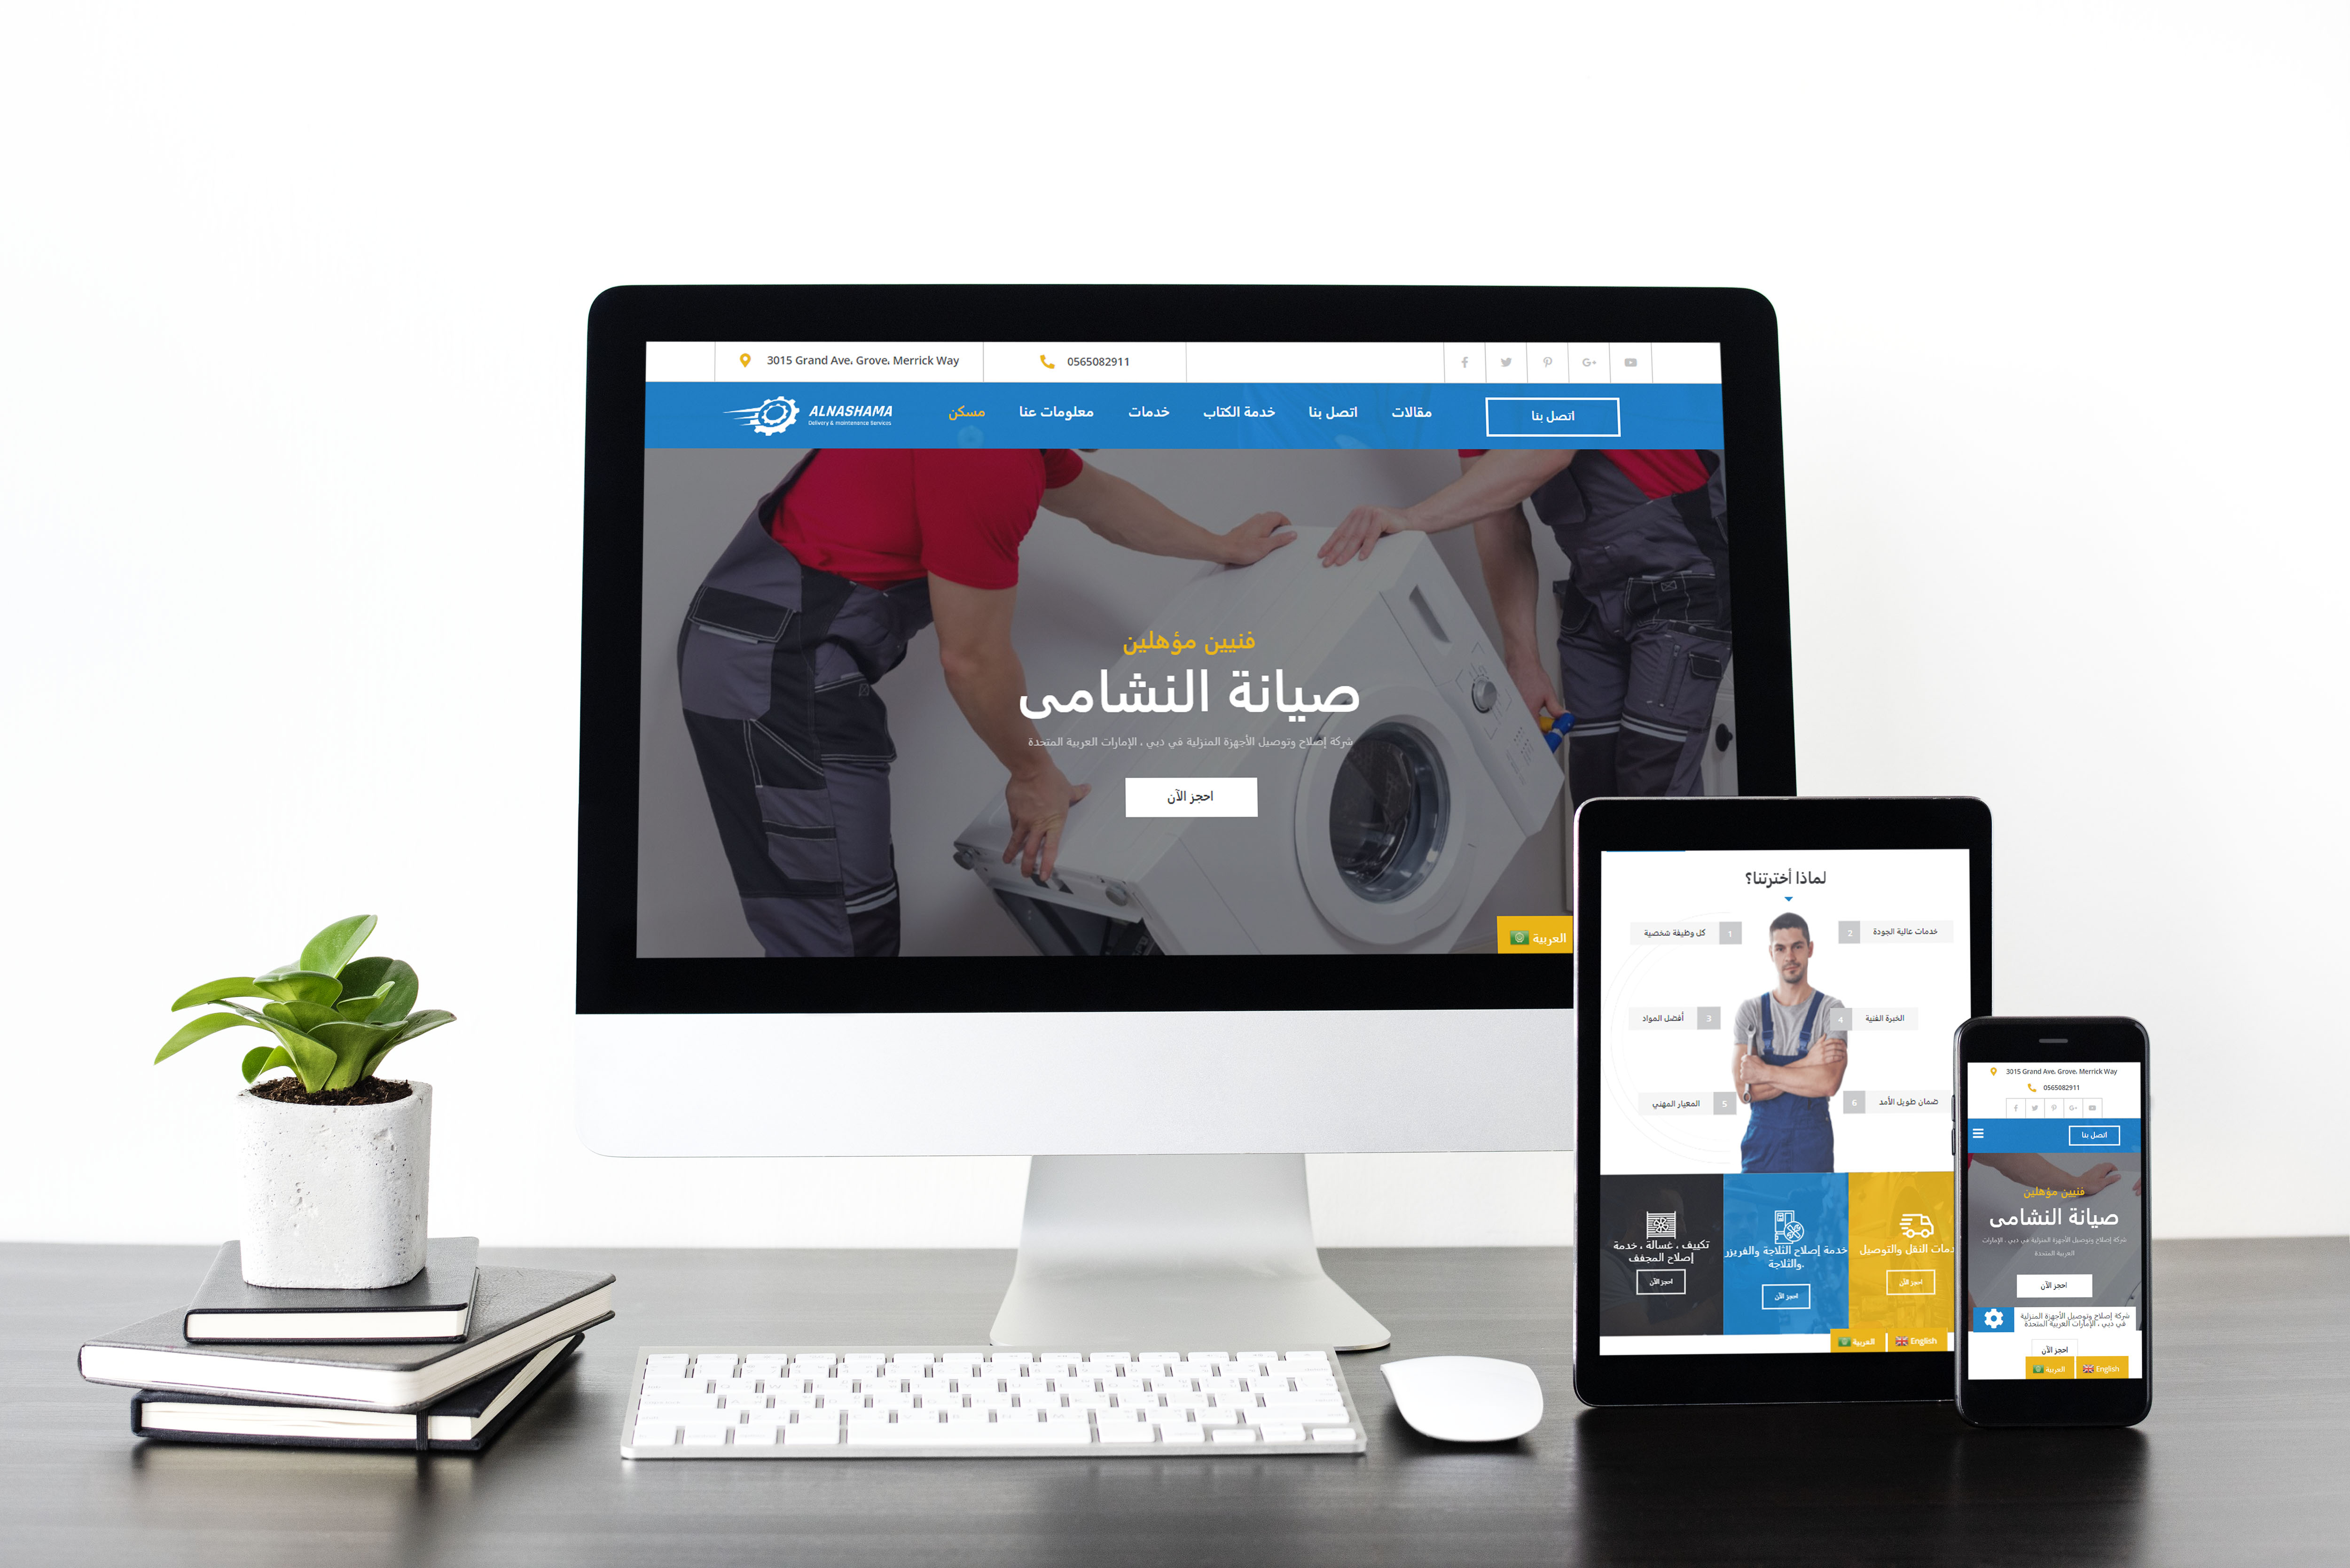 3015 Grand Ave، Grove، Merrick Way
0565082911
ALNASHAMA
Delivery & maintenance Services
مسكن
معلومات عنا
خدمات
خدمة الكتاب
اتصل بنا
مقالات
اتصل بنا
فنيين مؤهلين
صيانة النشامى
شركة إصلاح وتوصيل الأجهزة المنزلية في دبي ، الإمارات العربية المتحدة
احجز الآن
العربية
لماذا أخترتنا؟
كل وظيفة شخصية 1
2 خدمات عالية الجودة
أفضل المواد 3
4 الخبرة الفنية
المعيار المهني 5
6 ضمان طويل الأمد
تكييف ، غسالة ، خدمة
إصلاح المجفف
احجز الآن
خدمة إصلاح الثلاجة والفريزر
والثلاجة.
احجز الآن
دمات النقل والتوصيل
احجز الآن
العربية
English
3015 Grand Ave، Grove، Merrick Way
0565082911
اتصل بنا
فنيين مؤهلين
صيانة النشامى
شركة إصلاح وتوصيل الأجهزة المنزلية في دبي ، الإمارات
العربية المتحدة
احجز الآن
شركة إصلاح وتوصيل الأجهزة المنزلية
في دبي ، الإمارات العربية المتحدة
احجز الآن
العربية
English